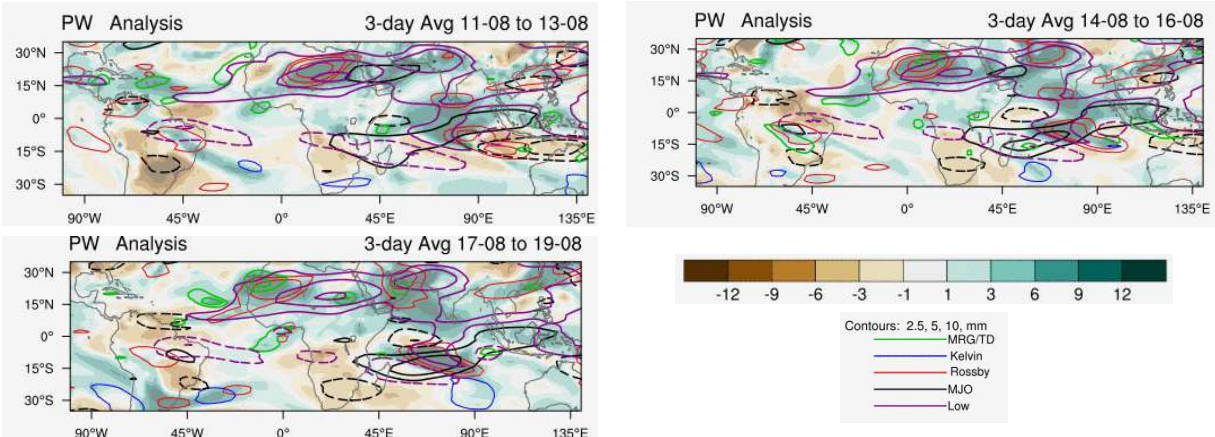 PW Analysis 3-day Avg 11-08 to 13-08
30°N
15°N
0°
15°S
30°S
90°W 45°W 0° 45°E 90°E 135°E
PW Analysis 3-day Avg 14-08 to 16-08
30°N
15°N
0°
15°S
30°S
90°W 45°W 0° 45°E 90°E 135°E
PW Analysis 3-day Avg 17-08 to 19-08
30°N
15°N
0°
15°S
30°S
90°W 45°W 0° 45°E 90°E 135°E
-12 -9 -6 -3 -1 1 3 6 9 12
Contours: 2.5, 5, 10, mm
MRG/TD
Kelvin
Rossby
MJO
Low